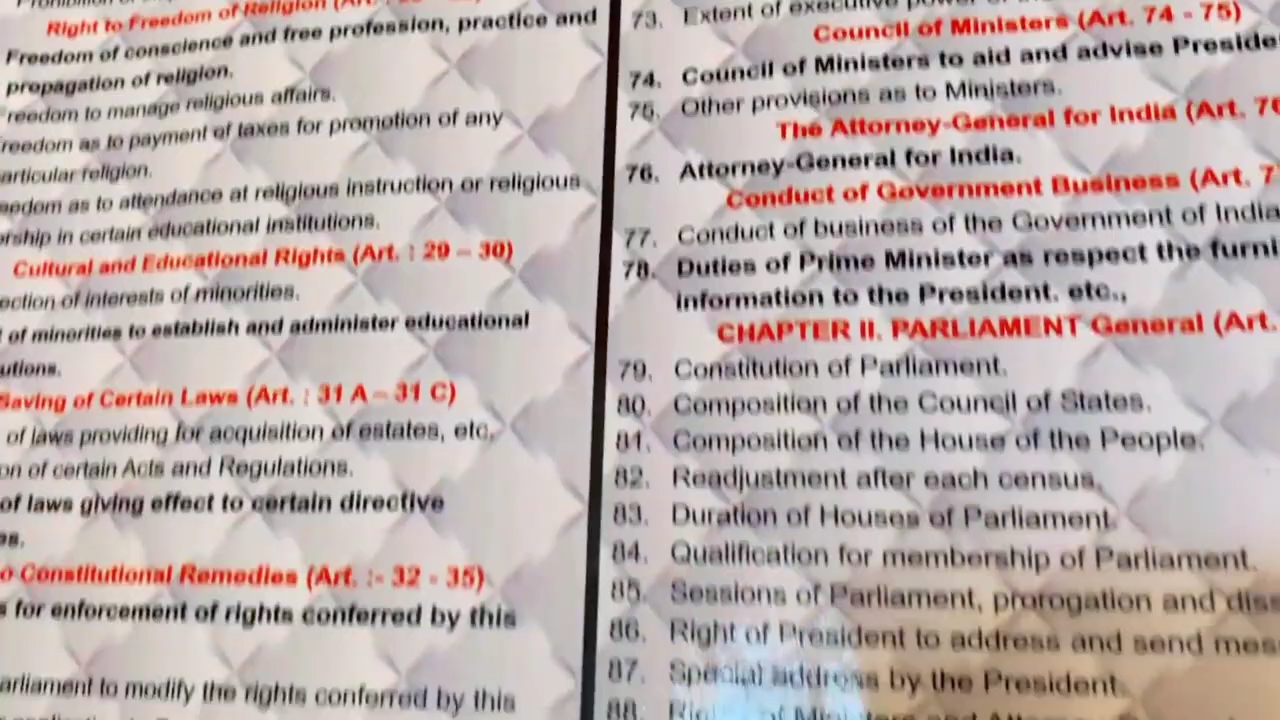 Right to Freedom of Religion (Art.
Freedom of conscience and free profession, practice and
propagation of religion.
reedom to manage religious affairs.
reedom as to payment of taxes for promotion of any
articular religion.
eedom as to attendance at religious instruction or religious
orship in certain educational institutions.
Cultural and Educational Rights (Art. : 29 – 30)
ection of interests of minorities.
of minorities to establish and administer educational
utions.
Saving of Certain Laws (Art. : 31 A – 31 C)
of laws providing for acquisition of estates, etc,
on of certain Acts and Regulations.
of laws giving effect to certain directive
es.
o Constitutional Remedies (Art. :- 32 - 35)
s for enforcement of rights conferred by this
arliament to modify the rights conferred by this
73. Extent of executive power of
Council of Ministers (Art. 74 - 75)
74. Council of Ministers to aid and advise Preside
75. Other provisions as to Ministers.
The Attorney-General for India (Art. 76
76. Attorney-General for India.
Conduct of Government Business (Art. 7
77. Conduct of business of the Government of India
78. Duties of Prime Minister as respect the furni
information to the President. etc.,
CHAPTER II. PARLIAMENT General (Art.
79. Constitution of Parliament.
80. Composition of the Council of States.
81. Composition of the House of the People.
82. Readjustment after each census.
83. Duration of Houses of Parliament.
84. Qualification for membership of Parliament.
85. Sessions of Parliament, prorogation and diss
86. Right of President to address and send mes
87. Special address by the President.
88.